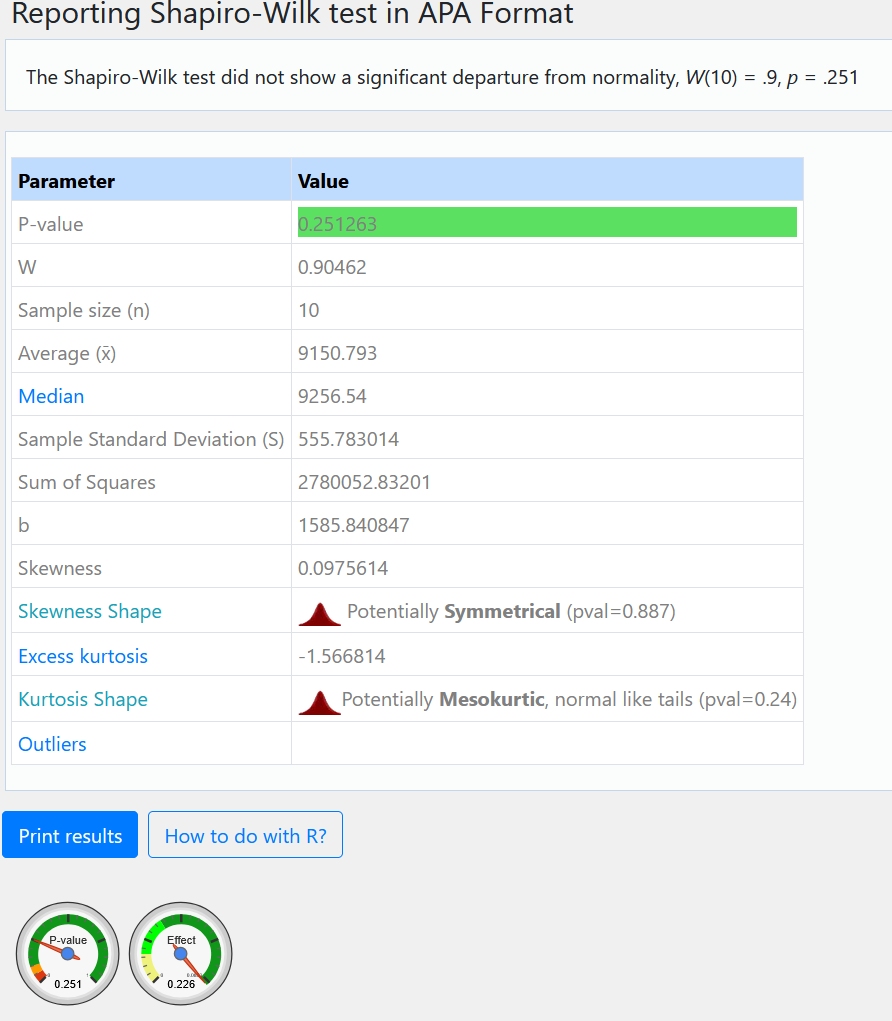 Reporting Shapiro-Wilk test in APA Format
The Shapiro-Wilk test did not show a significant departure from normality, W(10) = .9, p = .251
Parameter Value
P-value 0.251263
W 0.90462
Sample size (n) 10
Average (x̄) 9150.793
Median 9256.54
Sample Standard Deviation (S) 555.783014
Sum of Squares 2780052.83201
b 1585.840847
Skewness 0.0975614
Skewness Shape Potentially Symmetrical (pval=0.887)
Excess kurtosis -1.566814
Kurtosis Shape Potentially Mesokurtic, normal like tails (pval=0.24)
Outliers
Print results How to do with R?
P-value Effect
0.251 0.226